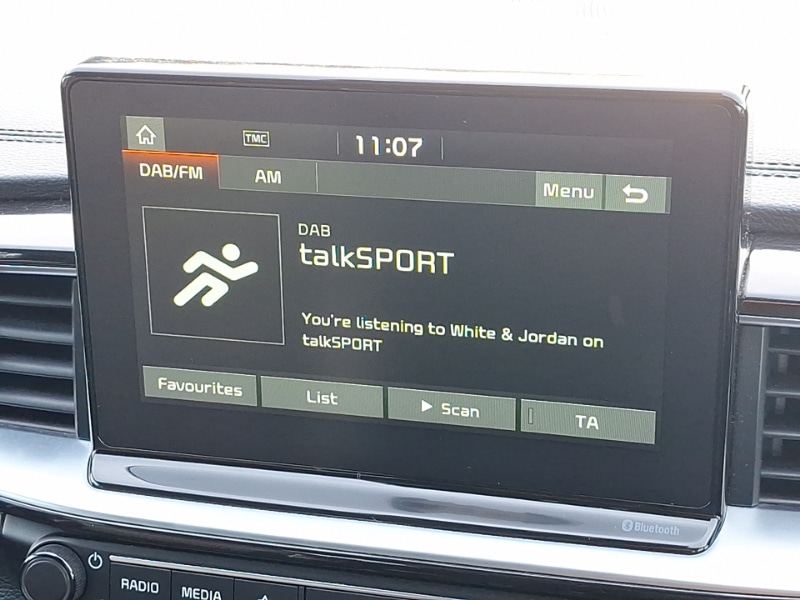 TMC
11:07
DAB/FM
AM
Menu
DAB
talkSPORT
You're listening to White & Jordan on
talkSPORT
Favourites
List
Scan
TA
Bluetooth
RADIO
MEDIA